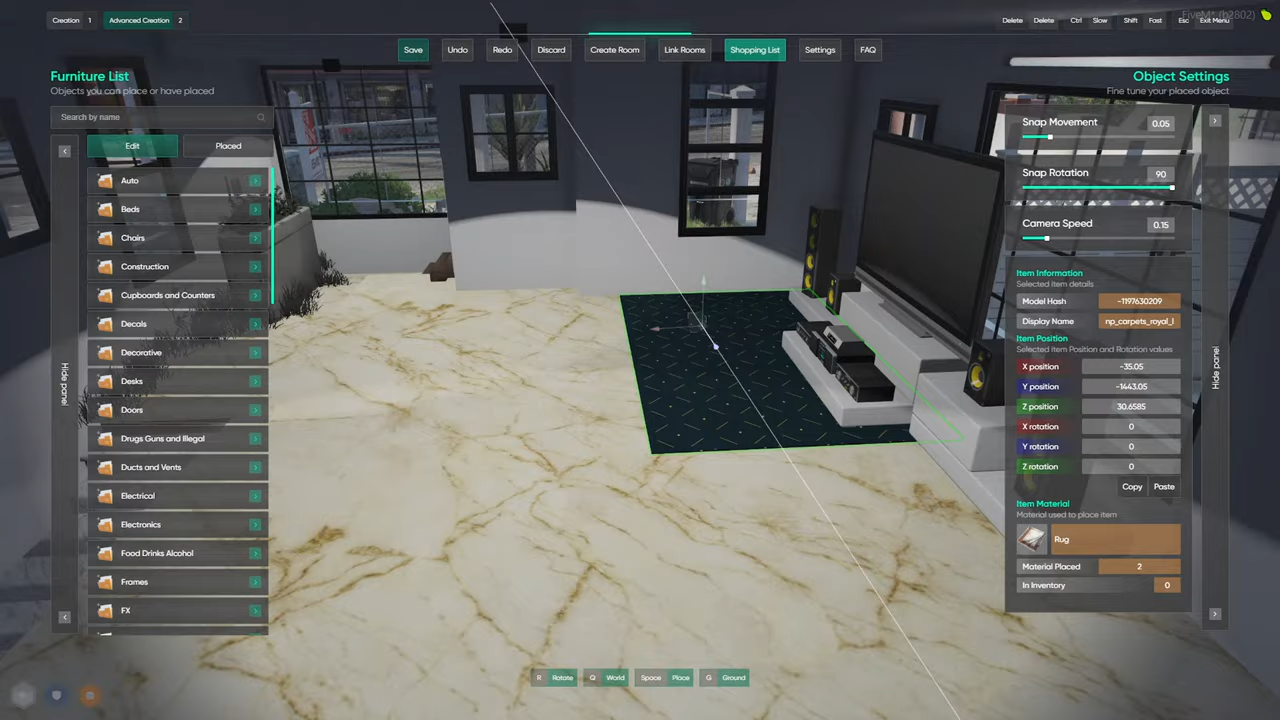 Creation 1
Advanced Creation 2
Delete Delete Ctrl Slow Shift Fast Esc Exit Menu
FiveM* (b2802)
Save Undo Redo Discard Create Room Link Rooms Shopping List Settings FAQ
Furniture List
Objects you can place or have placed
Search by name
Edit Placed
Auto
Beds
Chairs
Construction
Cupboards and Counters
Decals
Decorative
Desks
Doors
Drugs Guns and Illegal
Ducts and Vents
Electrical
Electronics
Food Drinks Alcohol
Frames
FX
Hide panel
Object Settings
Fine tune your placed object
Snap Movement 0.05
Snap Rotation 90
Camera Speed 0.15
Item Information
Selected item details
Model Hash -1197630209
Display Name np_carpets_royal_l
Item Position
Selected Item Position and Rotation values
X position -35.05
Y position -1443.05
Z position 30.6585
X rotation 0
Y rotation 0
Z rotation 0
Copy Paste
Item Material
Material used to place item
Rug
Material Placed 2
In Inventory 0
Hide panel
R Rotate Q World Space Place G Ground